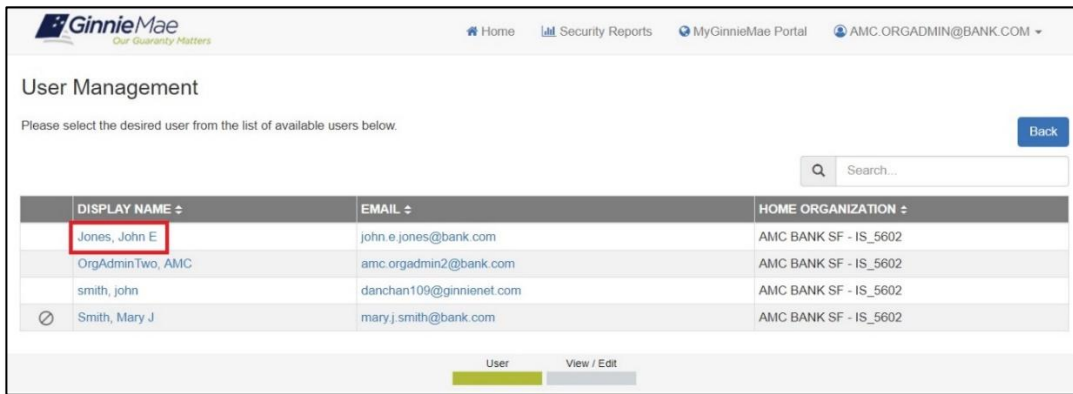 GinnieMae
Our Guaranty Matters
Home Security Reports MyGinnieMae Portal AMC.ORGADMIN@BANK.COM
User Management
Please select the desired user from the list of available users below.
Back
Search...
DISPLAY NAME EMAIL HOME ORGANIZATION
Jones, John E john.e.jones@bank.com AMC BANK SF - IS_5602
OrgAdminTwo, AMC amc.orgadmin2@bank.com AMC BANK SF - IS_5602
smith, john danchan109@ginnienet.com AMC BANK SF - IS_5602
Smith, Mary J mary.j.smith@bank.com AMC BANK SF - IS_5602
User View / Edit